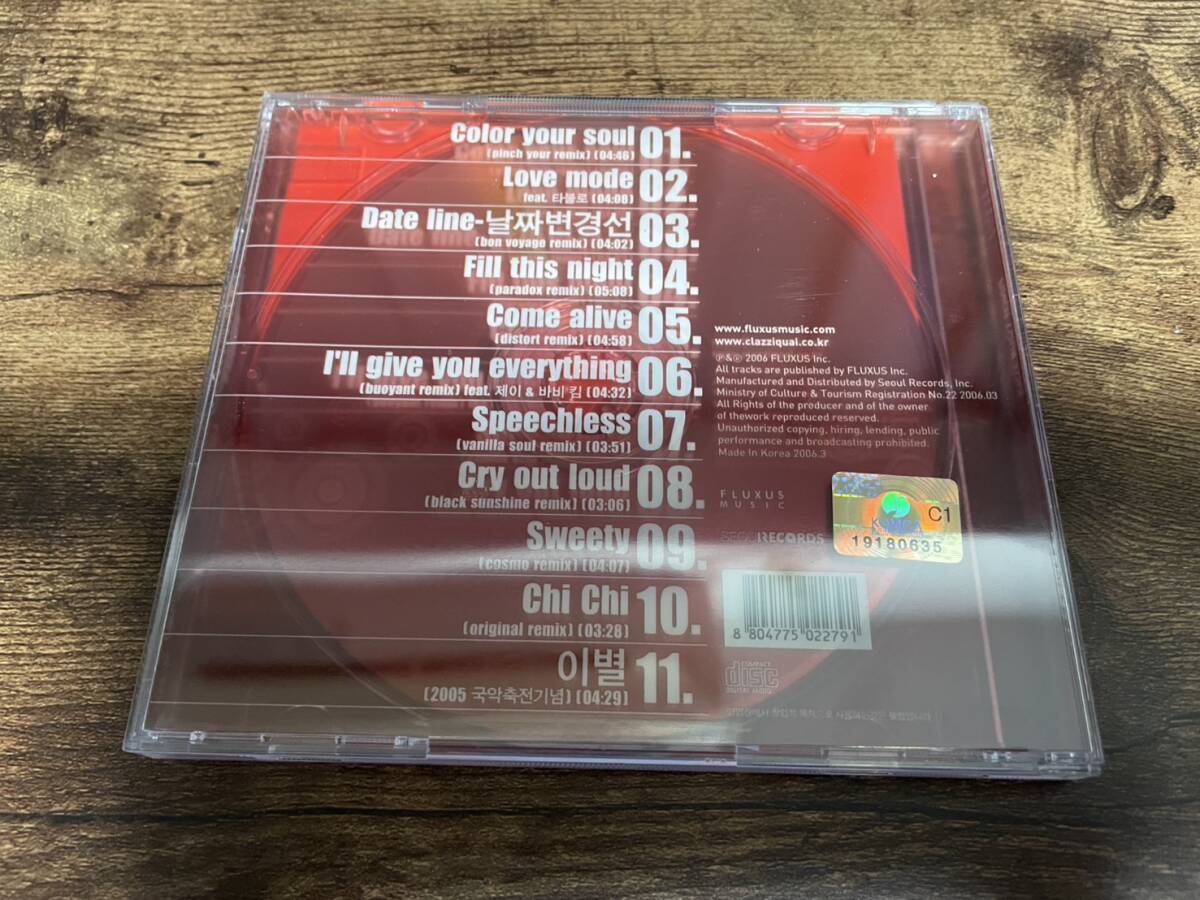 Color your soul 01.
(pinch your remix) (04:46)
Love mode 02.
feat. 타블로 (04:08)
Date line-날짜변경선 03.
(bon voyage remix) (04:02)
Fill this night 04.
(paradox remix) (05:08)
Come alive 05.
(distort remix) (04:58)
I'll give you everything 06.
(buoyant remix) feat. 제이 & 바비 킴 (04:32)
Speechless 07.
(vanilla soul remix) (03:51)
Cry out loud 08.
(black sunshine remix) (03:06)
Sweety 09.
(cosmo remix) (04:07)
Chi Chi 10.
(original remix) (03:28)
이별 11.
(2005 국악축전기념) (04:29)
www.fluxusmusic.com
www.clazziquai.co.kr
℗&℗ 2006 FLUXUS Inc.
All tracks are published by FLUXUS Inc.
Manufactured and Distributed by Seoul Records, Inc.
Ministry of Culture & Tourism Registration No.22 2006.03
All Rights of the producer and of the owner
of thework reproduced reserved.
Unauthorized copying, hiring, lending, public
performance and broadcasting prohibited.
Made In Korea 2006.3
FLUXUS
MUSIC
SEOULRECORDS
KOMCA
C1
19180635
8 804775 022791
COMPACT
disc
DIGITAL AUDIO